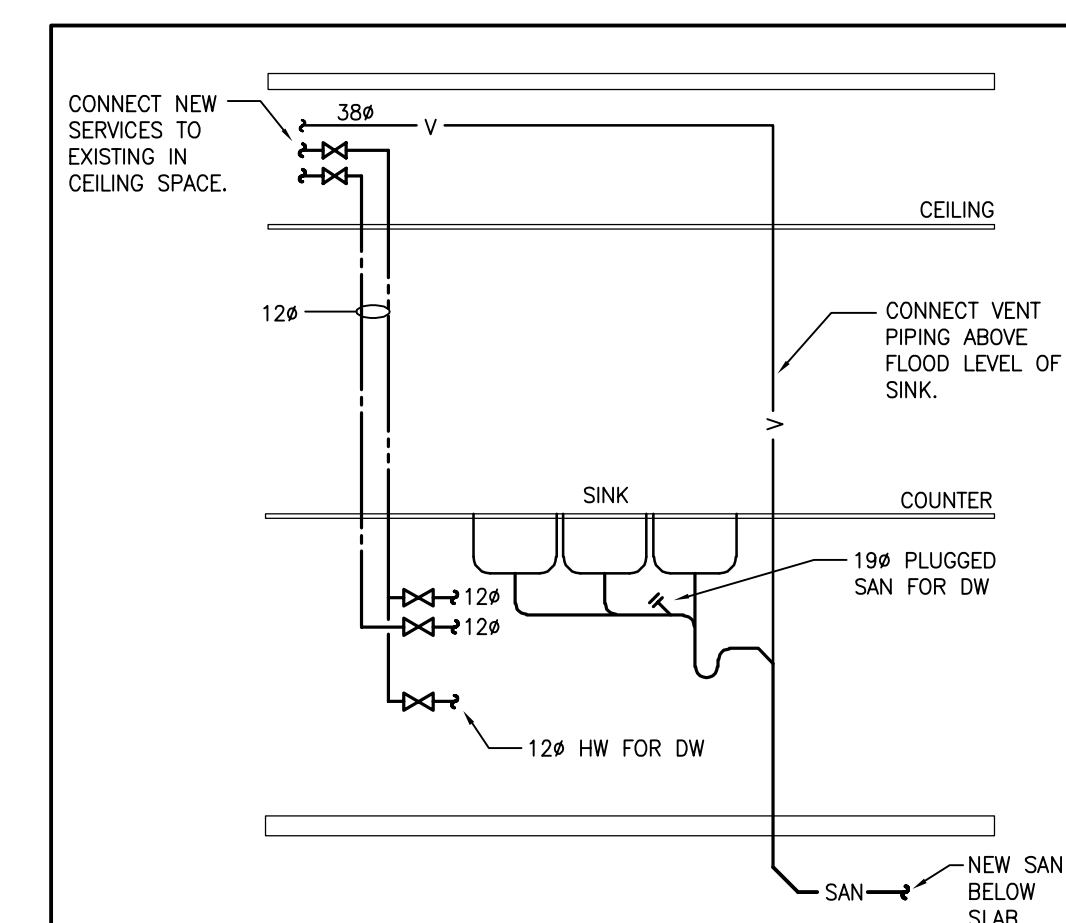 CONNECT NEW
SERVICES TO
EXISTING IN
CEILING SPACE.
38ø
V
CEILING
12ø
CONNECT VENT
PIPING ABOVE
FLOOD LEVEL OF
SINK.
V
SINK
COUNTER
19ø PLUGGED
SAN FOR DW
12ø
12ø
12ø HW FOR DW
SAN
NEW SAN
BELOW
SLAB